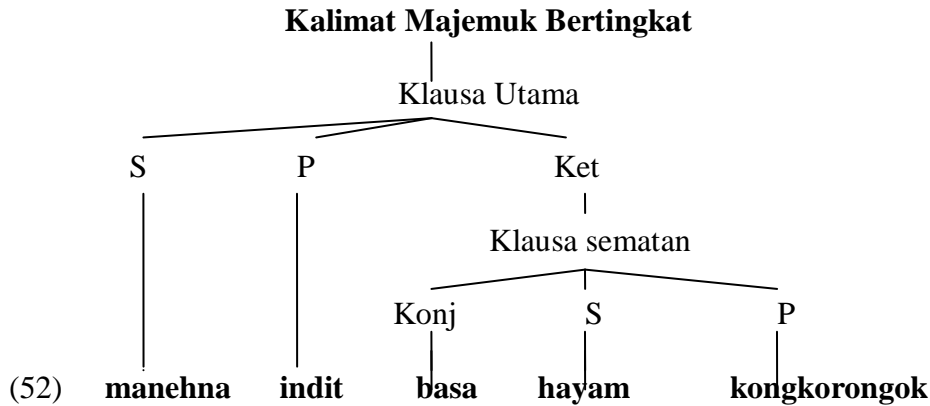 Kalimat Majemuk Bertingkat
Klausa Utama
S P Ket
Klausa sematan
Konj S P
(52) manehna indit basa hayam kongkorongok